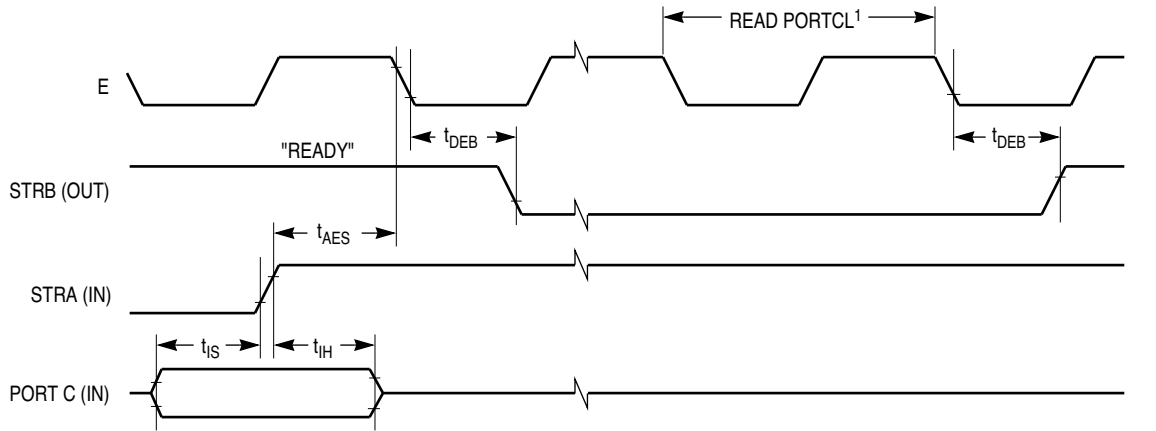 READ PORTCL1
E
tDEB
tDEB
"READY"
STRB (OUT)
tAES
STRA (IN)
tIS
tIH
PORT C (IN)